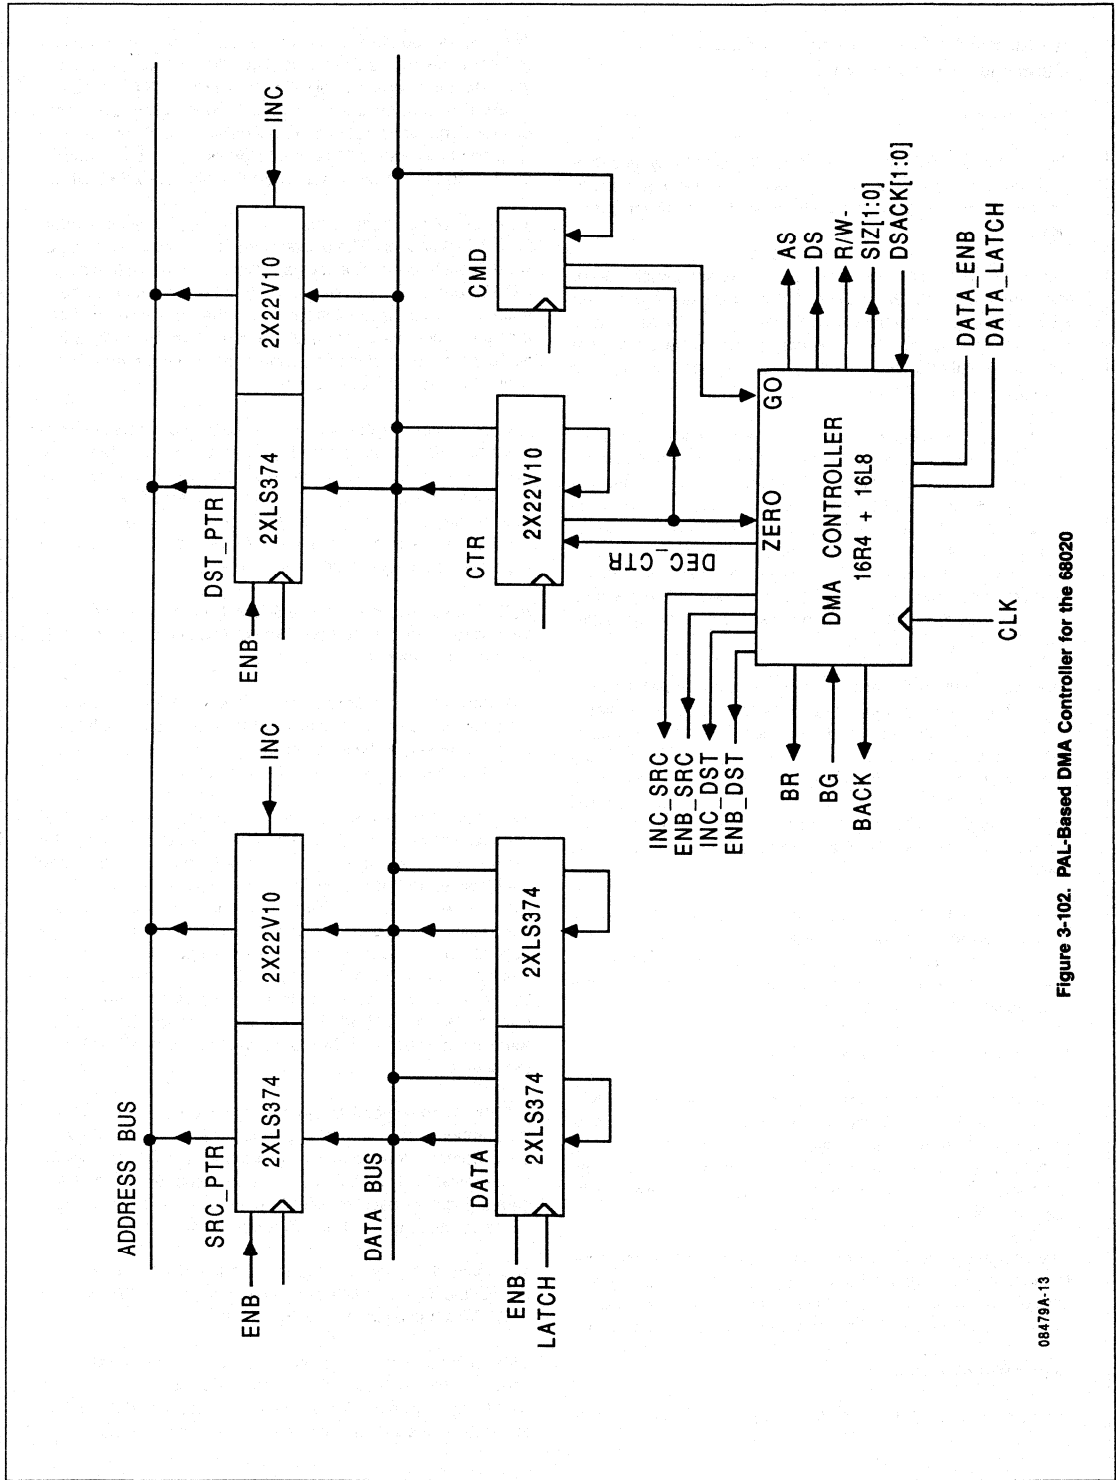 ADDRESS BUS
SRC_PTR
ENB
2XLS374
2X22V10
INC
DST_PTR
ENB
2XLS374
2X22V10
INC
DATA BUS
DATA
ENB
LATCH
2XLS374
2XLS374
CTR
2X22V10
CMD
DEC_CTR
INC_SRC
ENB_SRC
INC_DST
ENB_DST
ZERO
GO
BR
BG
BACK
DMA CONTROLLER
16R4 + 16L8
AS
DS
R/W-
SIZ[1:0]
DSACK[1:0]
CLK
DATA_ENB
DATA_LATCH
08479A-13
Figure 3-102. PAL-Based DMA Controller for the 68020